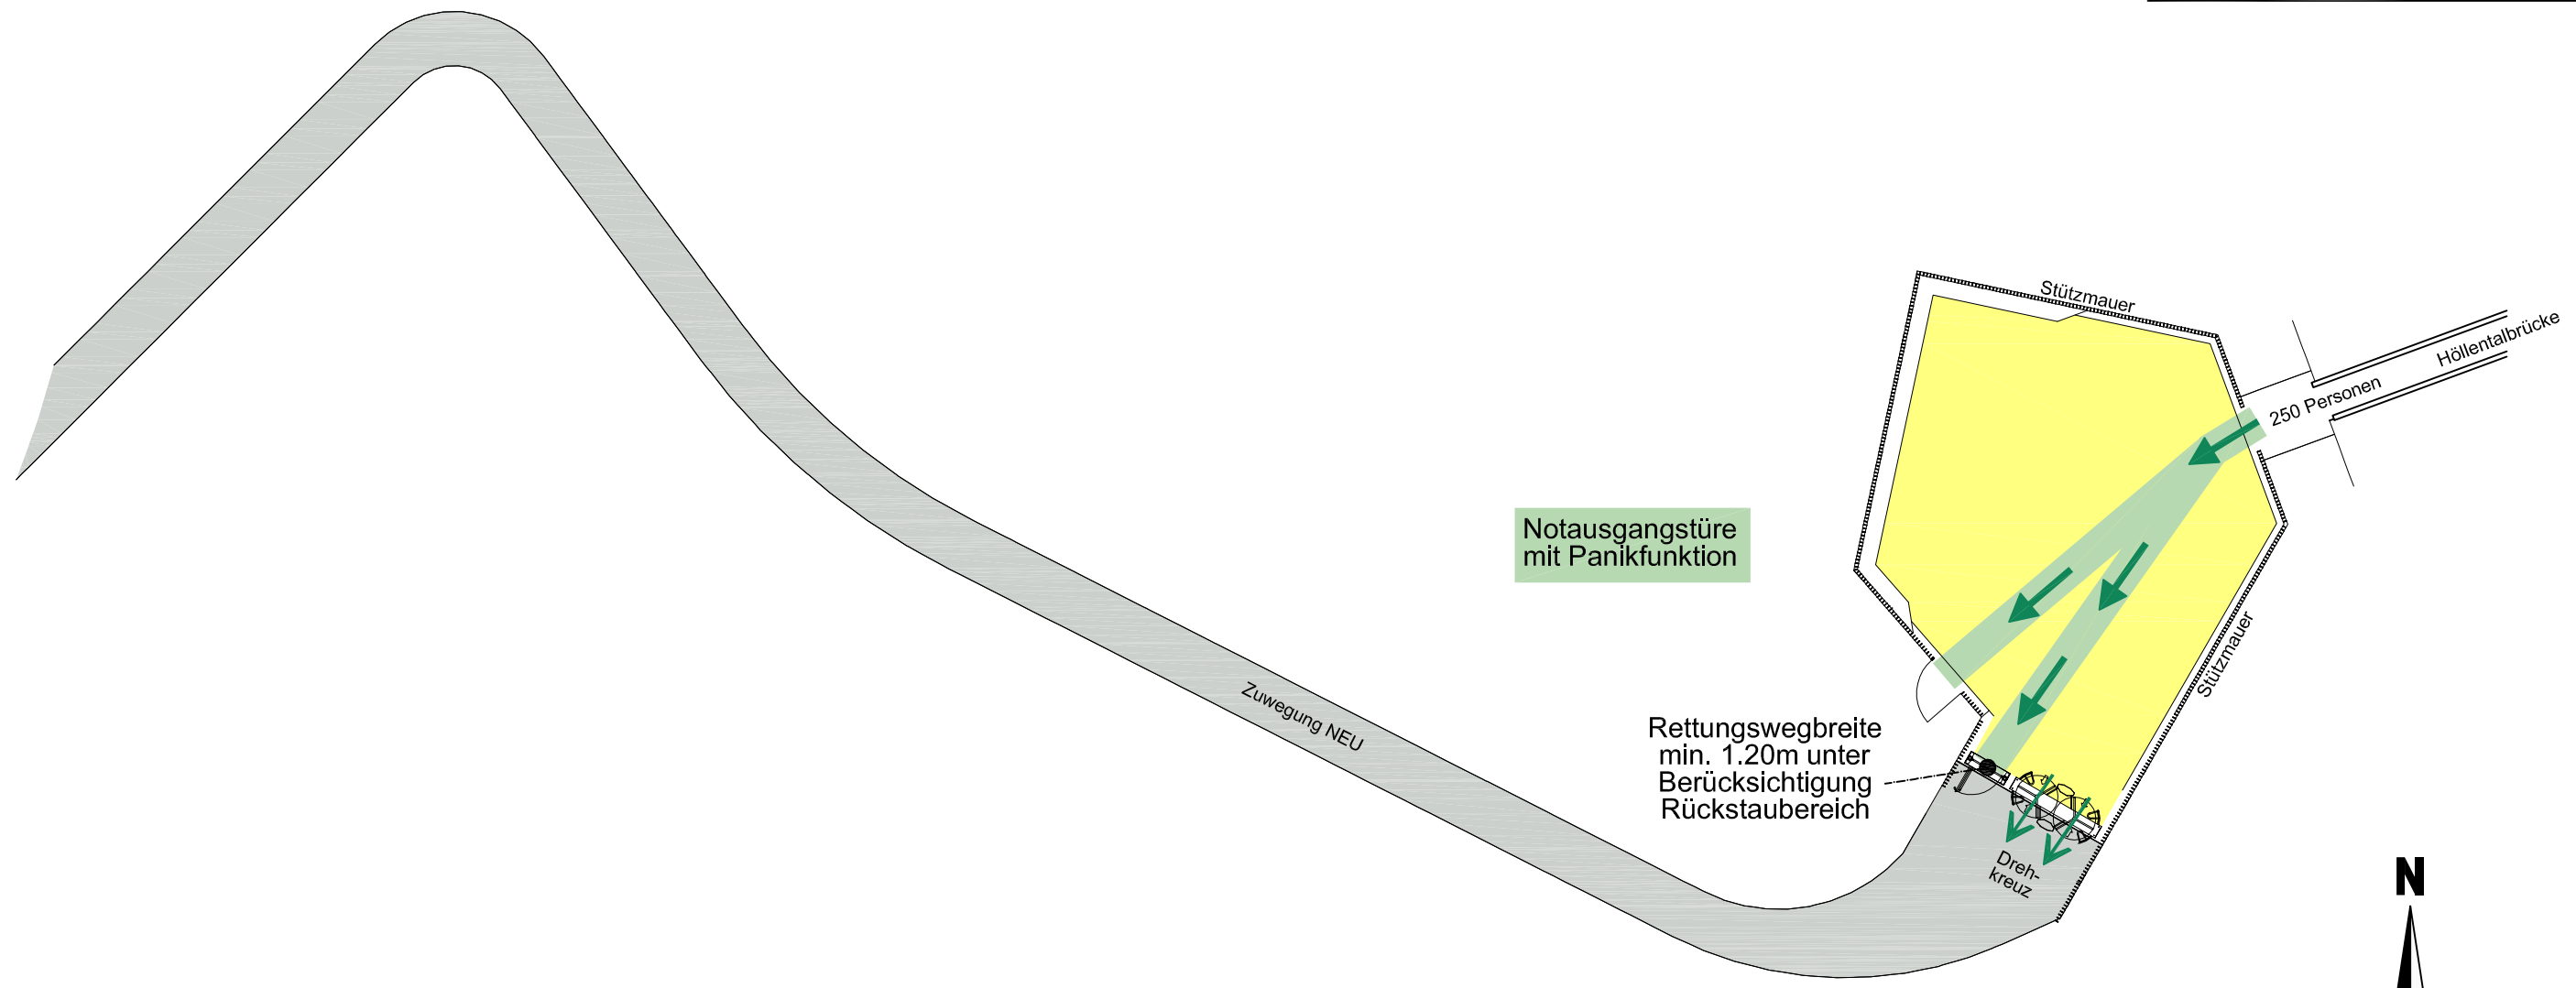 Stützmauer
Höllentalbrücke
250 Personen
Notausgangstüre
mit Panikfunktion
Stützmauer
Zuwegung NEU
Rettungswegbreite
min. 1.20m unter
Berücksichtigung
Rückstaubereich
Dreh-
kreuz
N